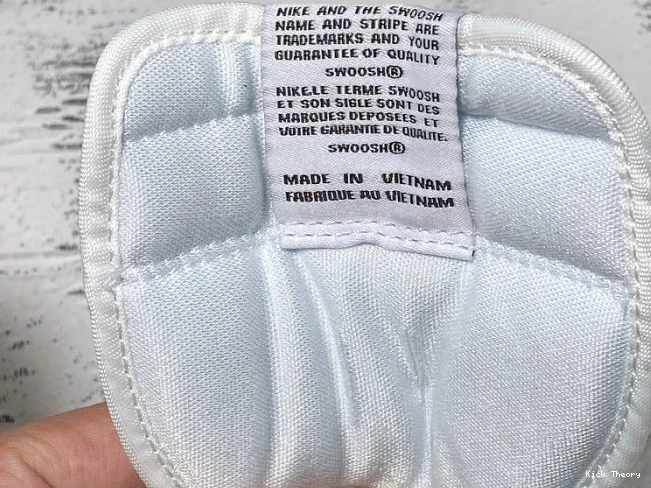 NIKE AND THE SWOOSH
NAME AND STRIPE ARE
TRADEMARKS AND YOUR
GUARANTEE OF QUALITY
SWOOSH®
NIKE,LE TERME SWOOSH
ET SON SIGLE SONT DES
MARQUES DEPOSEES ET
VOTRE GARANTIE DE QUALITE.
SWOOSH®
MADE IN VIETNAM
FABRIQUE AU VIETNAM
Kick Theory